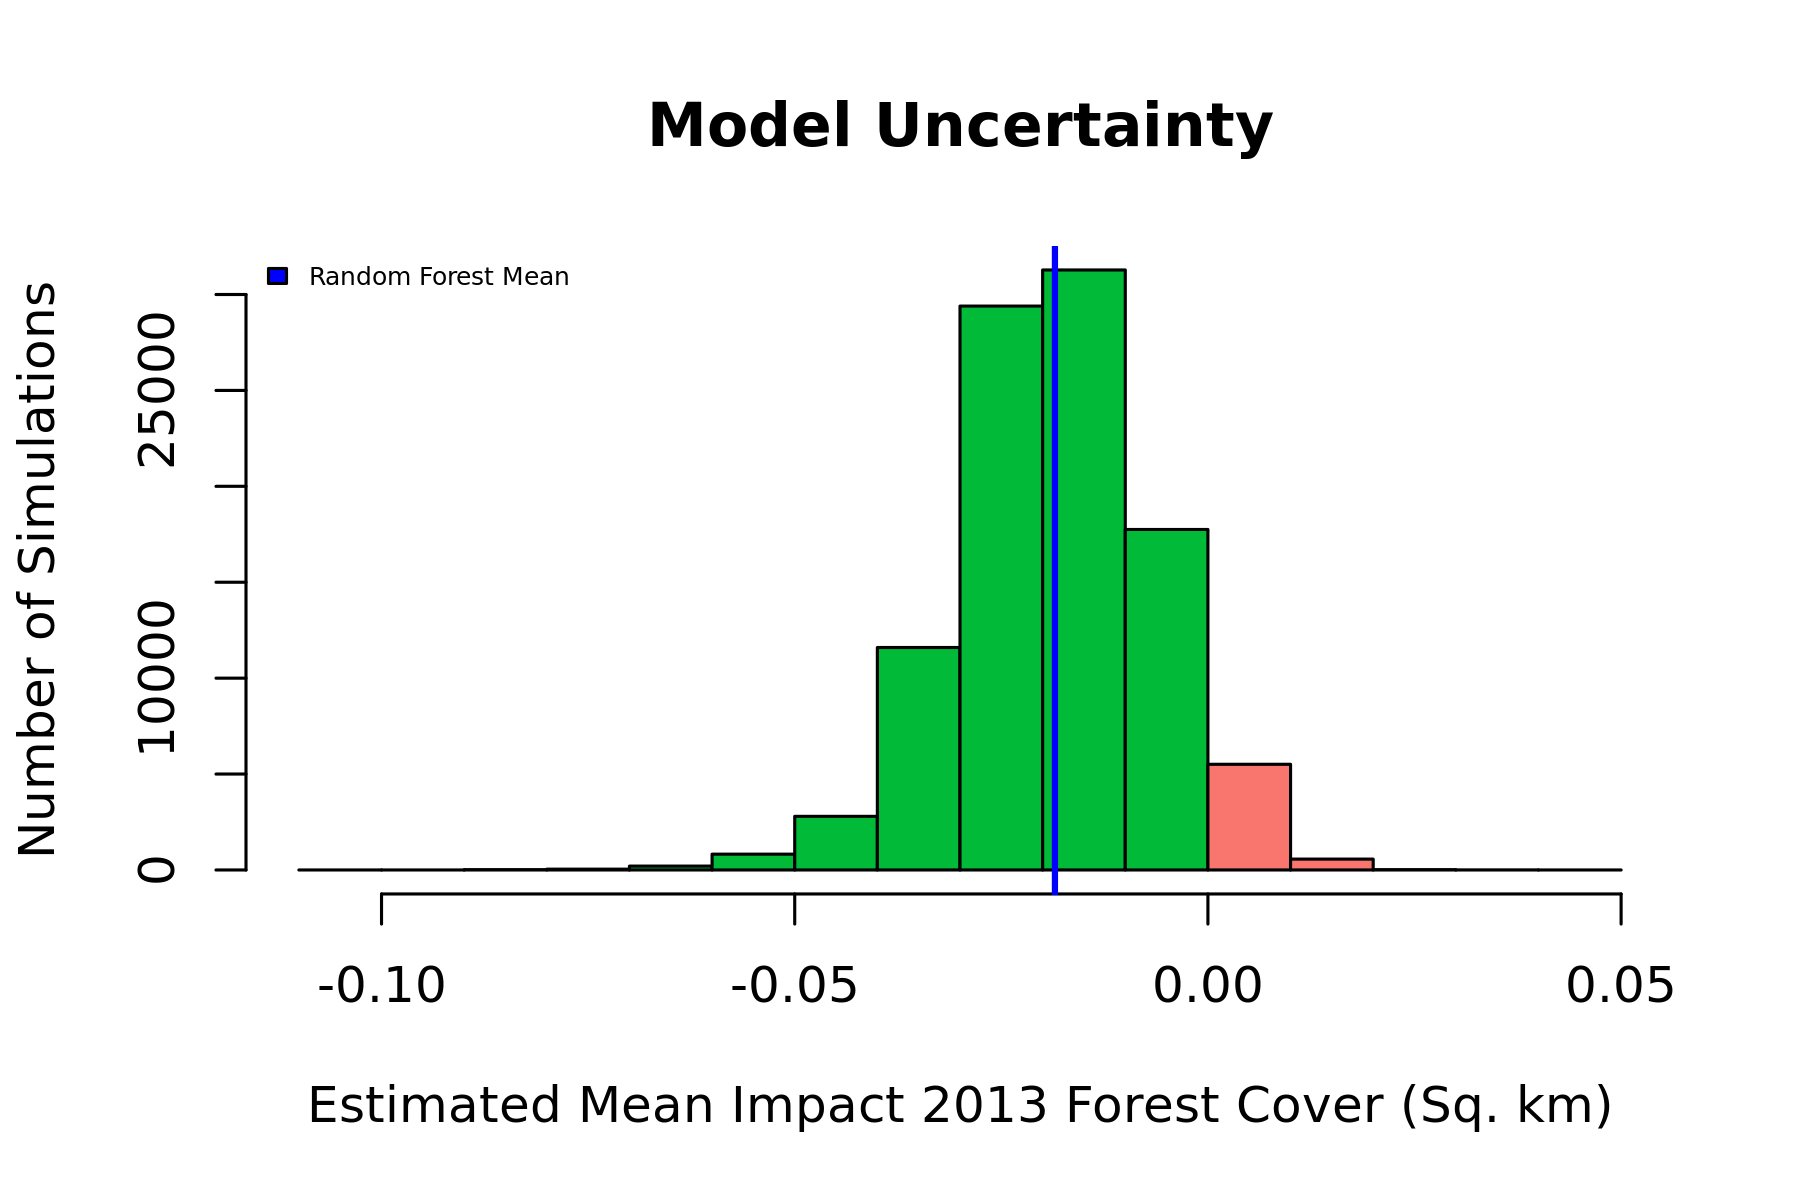 Model Uncertainty
Random Forest Mean
Number of Simulations
25000
10000
0
-0.10 -0.05 0.00 0.05
Estimated Mean Impact 2013 Forest Cover (Sq. km)